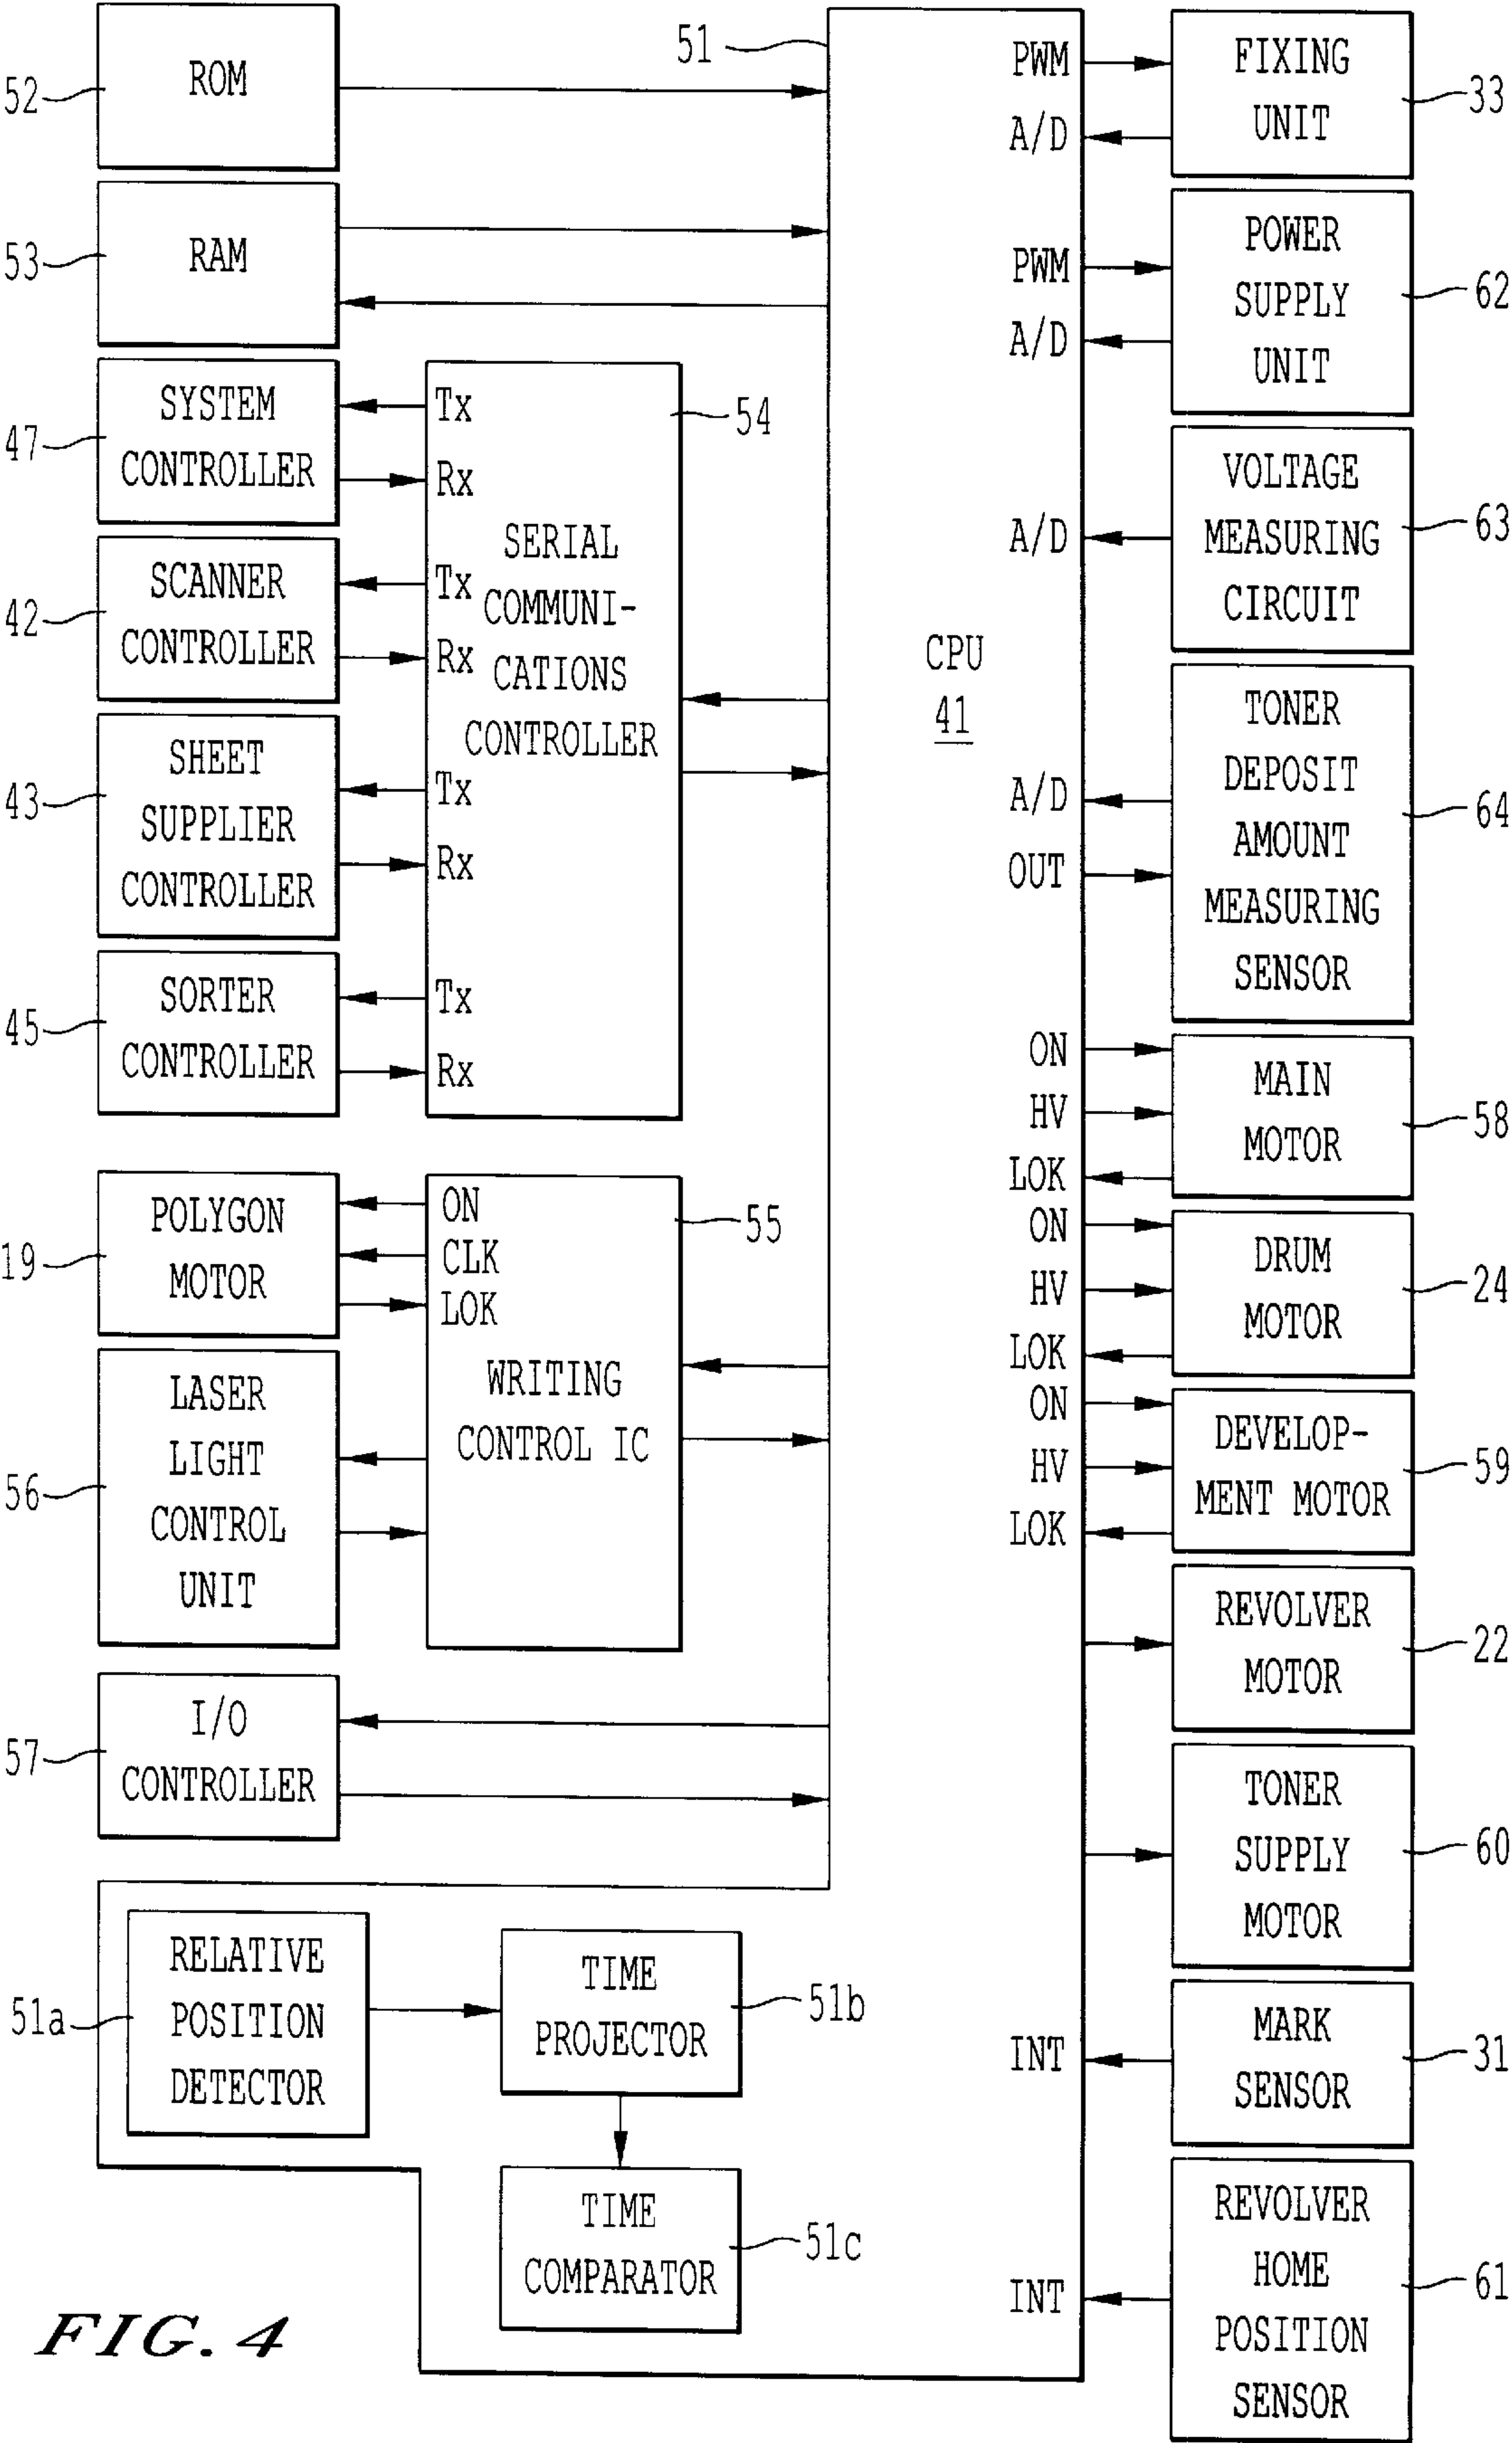 52
ROM
53
RAM
47
SYSTEM
CONTROLLER
42
SCANNER
CONTROLLER
43
SHEET
SUPPLIER
CONTROLLER
45
SORTER
CONTROLLER
Tx
Rx
Tx
Rx
Tx
Rx
Tx
Rx
54
SERIAL
COMMUNI-
CATIONS
CONTROLLER
19
POLYGON
MOTOR
56
LASER
LIGHT
CONTROL
UNIT
ON
CLK
LOK
55
WRITING
CONTROL IC
57
I/O
CONTROLLER
51
CPU
41
51a
RELATIVE
POSITION
DETECTOR
TIME
PROJECTOR
51b
TIME
COMPARATOR
51c
PWM
A/D
FIXING
UNIT
33
PWM
A/D
POWER
SUPPLY
UNIT
62
A/D
VOLTAGE
MEASURING
CIRCUIT
63
A/D
OUT
TONER
DEPOSIT
AMOUNT
MEASURING
SENSOR
64
ON
HV
LOK
MAIN
MOTOR
58
ON
HV
LOK
DRUM
MOTOR
24
ON
HV
LOK
DEVELOP-
MENT MOTOR
59
REVOLVER
MOTOR
22
TONER
SUPPLY
MOTOR
60
INT
MARK
SENSOR
31
INT
REVOLVER
HOME
POSITION
SENSOR
61
FIG. 4